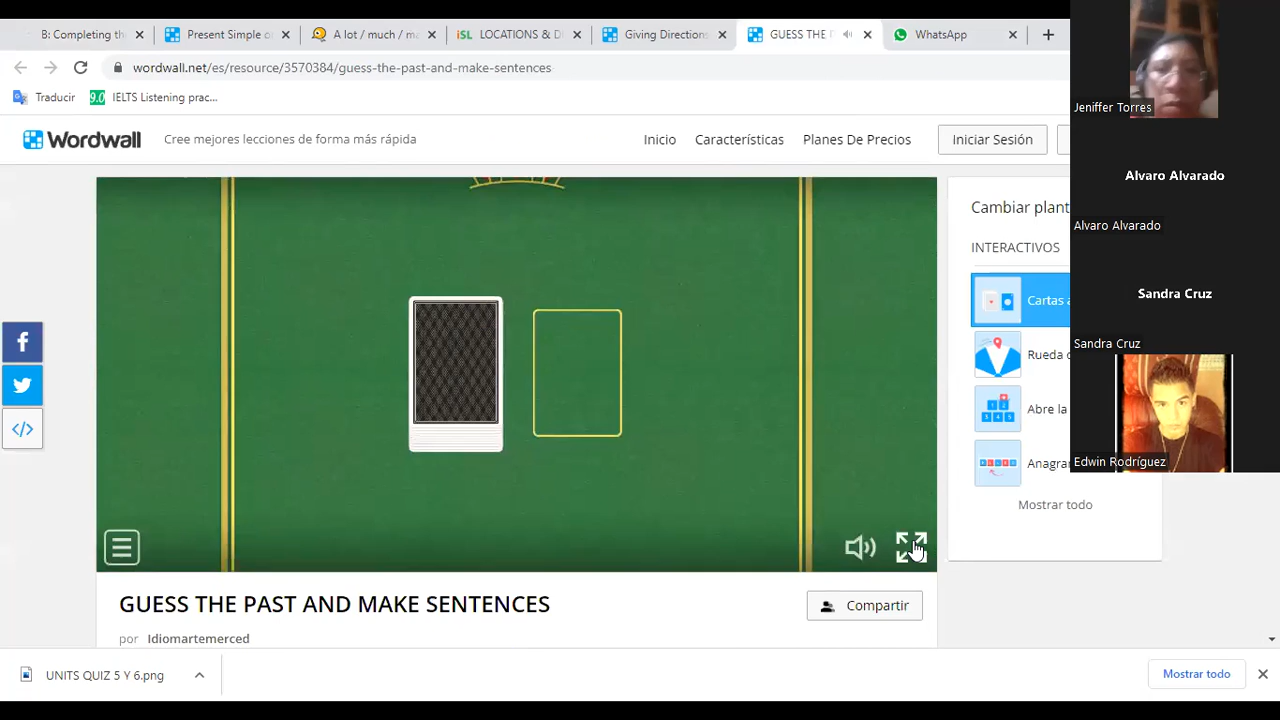 B: Completing th
Present Simple o
A lot / much / m
iSL LOCATIONS & D
Giving Directions
GUESS THE
WhatsApp
wordwall.net/es/resource/3570384/guess-the-past-and-make-sentences
Traducir
9.0 IELTS Listening prac...
Wordwall
Cree mejores lecciones de forma más rápida
Inicio
Características
Planes De Precios
Iniciar Sesión
Cambiar plant
INTERACTIVOS
Cartas a
Rueda
Abre la
Anagra
Mostrar todo
Jeniffer Torres
Alvaro Alvarado
Alvaro Alvarado
Sandra Cruz
Sandra Cruz
Edwin Rodríguez
GUESS THE PAST AND MAKE SENTENCES
Compartir
por Idiomartemerced
UNITS QUIZ 5 Y 6.png
Mostrar todo